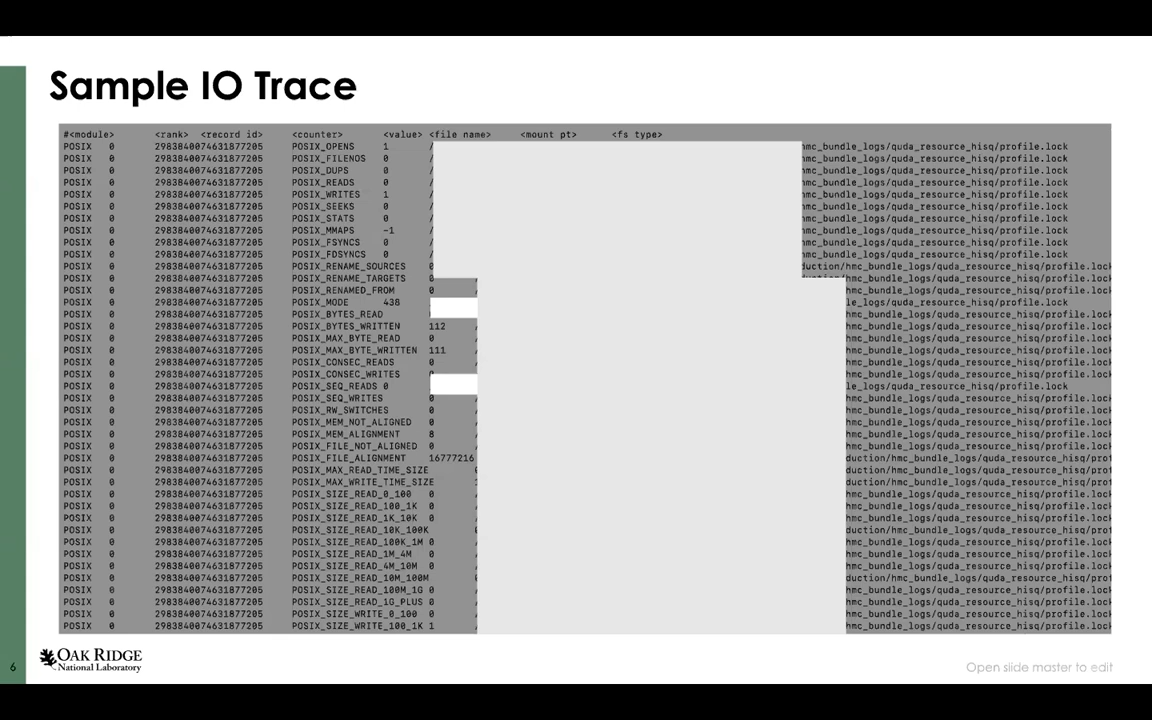 Sample IO Trace
#<module> <rank> <record id> <counter> <value> <file name> <mount pt> <fs type>
POSIX 0 2983840074631877205 POSIX_OPENS 1 / hmc_bundle_logs/quda_resource_hisq/profile.lock
POSIX 0 2983840074631877205 POSIX_FILENOS 0 / hmc_bundle_logs/quda_resource_hisq/profile.lock
POSIX 0 2983840074631877205 POSIX_DUPS 0 / hmc_bundle_logs/quda_resource_hisq/profile.lock
POSIX 0 2983840074631877205 POSIX_READS 0 / hmc_bundle_logs/quda_resource_hisq/profile.lock
POSIX 0 2983840074631877205 POSIX_WRITES 1 / hmc_bundle_logs/quda_resource_hisq/profile.lock
POSIX 0 2983840074631877205 POSIX_SEEKS 0 / hmc_bundle_logs/quda_resource_hisq/profile.lock
POSIX 0 2983840074631877205 POSIX_STATS 0 / hmc_bundle_logs/quda_resource_hisq/profile.lock
POSIX 0 2983840074631877205 POSIX_MMAPS -1 / hmc_bundle_logs/quda_resource_hisq/profile.lock
POSIX 0 2983840074631877205 POSIX_FSYNCS 0 / hmc_bundle_logs/quda_resource_hisq/profile.lock
POSIX 0 2983840074631877205 POSIX_FDSYNCS 0 / hmc_bundle_logs/quda_resource_hisq/profile.lock
POSIX 0 2983840074631877205 POSIX_RENAME_SOURCES duction/hmc_bundle_logs/quda_resource_hisq/profile.lock
POSIX 0 2983840074631877205 POSIX_RENAME_TARGETS 0 hmc_bundle_logs/quda_resource_hisq/profile.lock
POSIX 0 2983840074631877205 POSIX_RENAMED_FROM 0 hmc_bundle_logs/quda_resource_hisq/profile.lock
POSIX 0 2983840074631877205 POSIX_MODE 438 le_logs/quda_resource_hisq/profile.lock
POSIX 0 2983840074631877205 POSIX_BYTES_READ hmc_bundle_logs/quda_resource_hisq/profile.lock
POSIX 0 2983840074631877205 POSIX_BYTES_WRITTEN 112 hmc_bundle_logs/quda_resource_hisq/profile.lock
POSIX 0 2983840074631877205 POSIX_MAX_BYTE_READ 0 hmc_bundle_logs/quda_resource_hisq/profile.lock
POSIX 0 2983840074631877205 POSIX_MAX_BYTE_WRITTEN 111 hmc_bundle_logs/quda_resource_hisq/profile.lock
POSIX 0 2983840074631877205 POSIX_CONSEC_READS 0 hmc_bundle_logs/quda_resource_hisq/profile.lock
POSIX 0 2983840074631877205 POSIX_CONSEC_WRITES hmc_bundle_logs/quda_resource_hisq/profile.lock
POSIX 0 2983840074631877205 POSIX_SEQ_READS 0 le_logs/quda_resource_hisq/profile.lock
POSIX 0 2983840074631877205 POSIX_SEQ_WRITES 0 hmc_bundle_logs/quda_resource_hisq/profile.lock
POSIX 0 2983840074631877205 POSIX_RW_SWITCHES 0 hmc_bundle_logs/quda_resource_hisq/profile.lock
POSIX 0 2983840074631877205 POSIX_MEM_NOT_ALIGNED 0 hmc_bundle_logs/quda_resource_hisq/profile.lock
POSIX 0 2983840074631877205 POSIX_MEM_ALIGNMENT 8 hmc_bundle_logs/quda_resource_hisq/profile.lock
POSIX 0 2983840074631877205 POSIX_FILE_NOT_ALIGNED 0 hmc_bundle_logs/quda_resource_hisq/profile.lock
POSIX 0 2983840074631877205 POSIX_FILE_ALIGNMENT 16777216 duction/hmc_bundle_logs/quda_resource_hisq/prof
POSIX 0 2983840074631877205 POSIX_MAX_READ_TIME_SIZE duction/hmc_bundle_logs/quda_resource_hisq/prof
POSIX 0 2983840074631877205 POSIX_MAX_WRITE_TIME_SIZE duction/hmc_bundle_logs/quda_resource_hisq/prof
POSIX 0 2983840074631877205 POSIX_SIZE_READ_0_100 0 hmc_bundle_logs/quda_resource_hisq/profile.lock
POSIX 0 2983840074631877205 POSIX_SIZE_READ_100_1K 0 hmc_bundle_logs/quda_resource_hisq/profile.lock
POSIX 0 2983840074631877205 POSIX_SIZE_READ_1K_10K 0 hmc_bundle_logs/quda_resource_hisq/profile.lock
POSIX 0 2983840074631877205 POSIX_SIZE_READ_10K_100K duction/hmc_bundle_logs/quda_resource_hisq/prof
POSIX 0 2983840074631877205 POSIX_SIZE_READ_100K_1M 0 hmc_bundle_logs/quda_resource_hisq/profile.lock
POSIX 0 2983840074631877205 POSIX_SIZE_READ_1M_4M 0 hmc_bundle_logs/quda_resource_hisq/profile.lock
POSIX 0 2983840074631877205 POSIX_SIZE_READ_4M_10M 0 hmc_bundle_logs/quda_resource_hisq/profile.lock
POSIX 0 2983840074631877205 POSIX_SIZE_READ_10M_100M duction/hmc_bundle_logs/quda_resource_hisq/prof
POSIX 0 2983840074631877205 POSIX_SIZE_READ_100M_1G 0 hmc_bundle_logs/quda_resource_hisq/profile.lock
POSIX 0 2983840074631877205 POSIX_SIZE_READ_1G_PLUS 0 hmc_bundle_logs/quda_resource_hisq/profile.lock
POSIX 0 2983840074631877205 POSIX_SIZE_WRITE_0_100 0 hmc_bundle_logs/quda_resource_hisq/profile.lock
POSIX 0 2983840074631877205 POSIX_SIZE_WRITE_100_1K 1 hmc_bundle_logs/quda_resource_hisq/profile.lock
6
OAK RIDGE
National Laboratory
Open slide master to edit